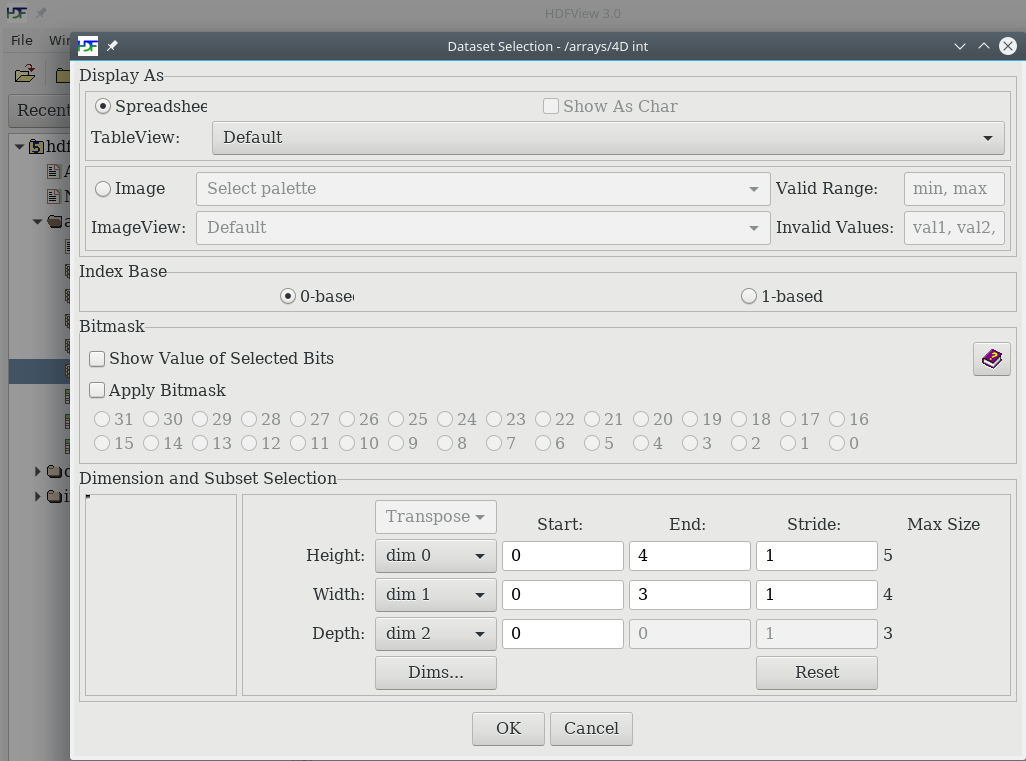 HDFView 3.0
File
Dataset Selection - /arrays/4D int
Recent
hdf
Display As
Spreadshee
Show As Char
TableView: Default
Image Select palette Valid Range: min, max
ImageView: Default Invalid Values: val1, val2,
Index Base
0-base
1-based
Bitmask
Show Value of Selected Bits
Apply Bitmask
31 30 29 28 27 26 25 24 23 22 21 20 19 18 17 16
15 14 13 12 11 10 9 8 7 6 5 4 3 2 1 0
Dimension and Subset Selection
Transpose Start: End: Stride: Max Size
Height: dim 0 0 4 1 5
Width: dim 1 0 3 1 4
Depth: dim 2 0 0 1 3
Dims... Reset
OK Cancel